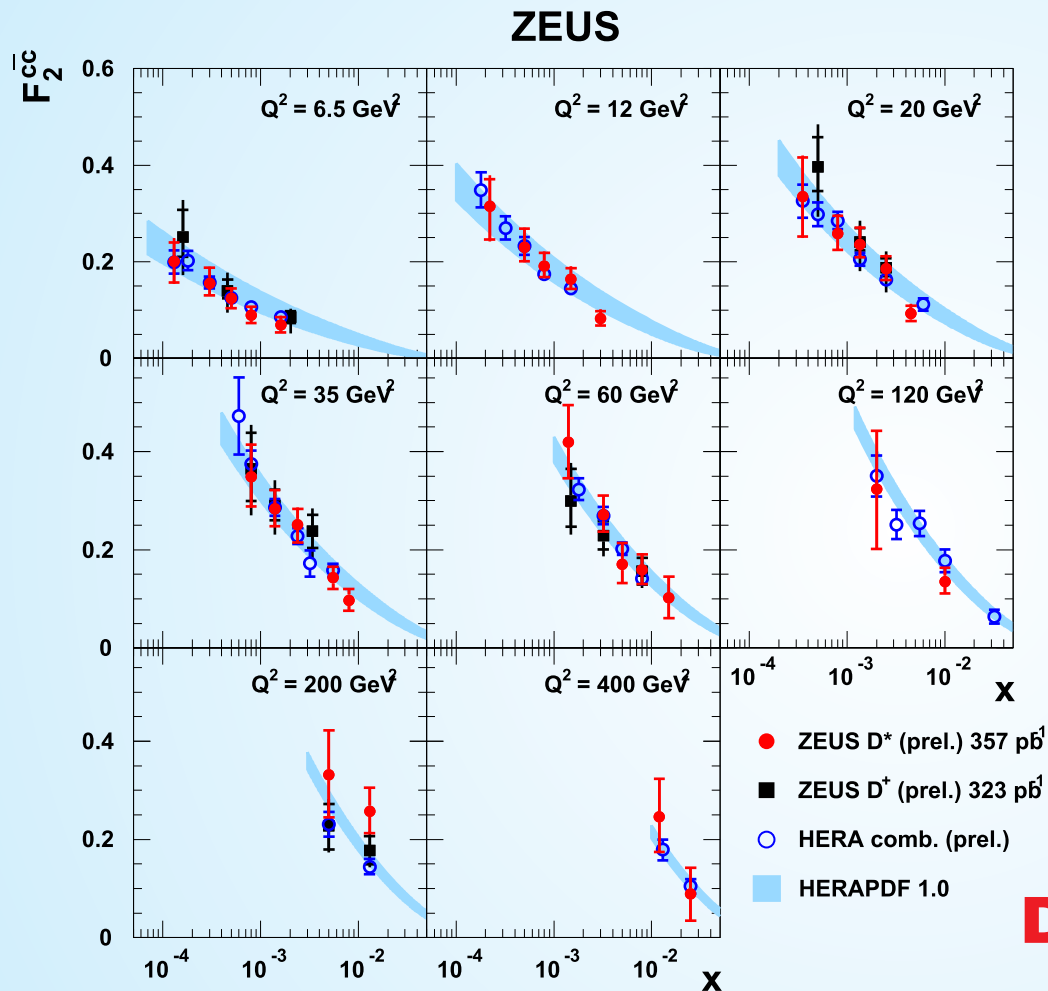 ZEUS
F₂^cc̄
0.6
0.4
0.2
0
Q² = 6.5 GeV²
Q² = 12 GeV²
Q² = 20 GeV²
0.4
0.2
0
Q² = 35 GeV²
Q² = 60 GeV²
Q² = 120 GeV²
10⁻⁴ 10⁻³ 10⁻²
x
0.4
0.2
0
Q² = 200 GeV²
Q² = 400 GeV²
10⁻⁴ 10⁻³ 10⁻² 10⁻⁴ 10⁻³ 10⁻²
x
ZEUS D* (prel.) 357 pb⁻¹
ZEUS D⁺ (prel.) 323 pb⁻¹
HERA comb. (prel.)
HERAPDF 1.0